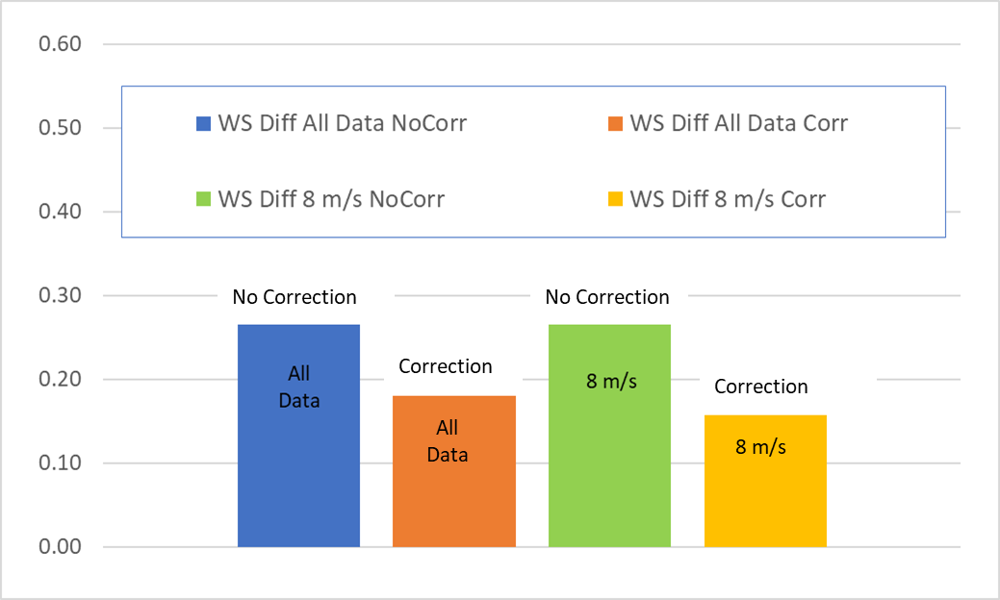 0.60
0.50
0.40
0.30
0.20
0.10
0.00
WS Diff All Data NoCorr
WS Diff All Data Corr
WS Diff 8 m/s NoCorr
WS Diff 8 m/s Corr
No Correction
All
Data
Correction
All
Data
No Correction
8 m/s
Correction
8 m/s